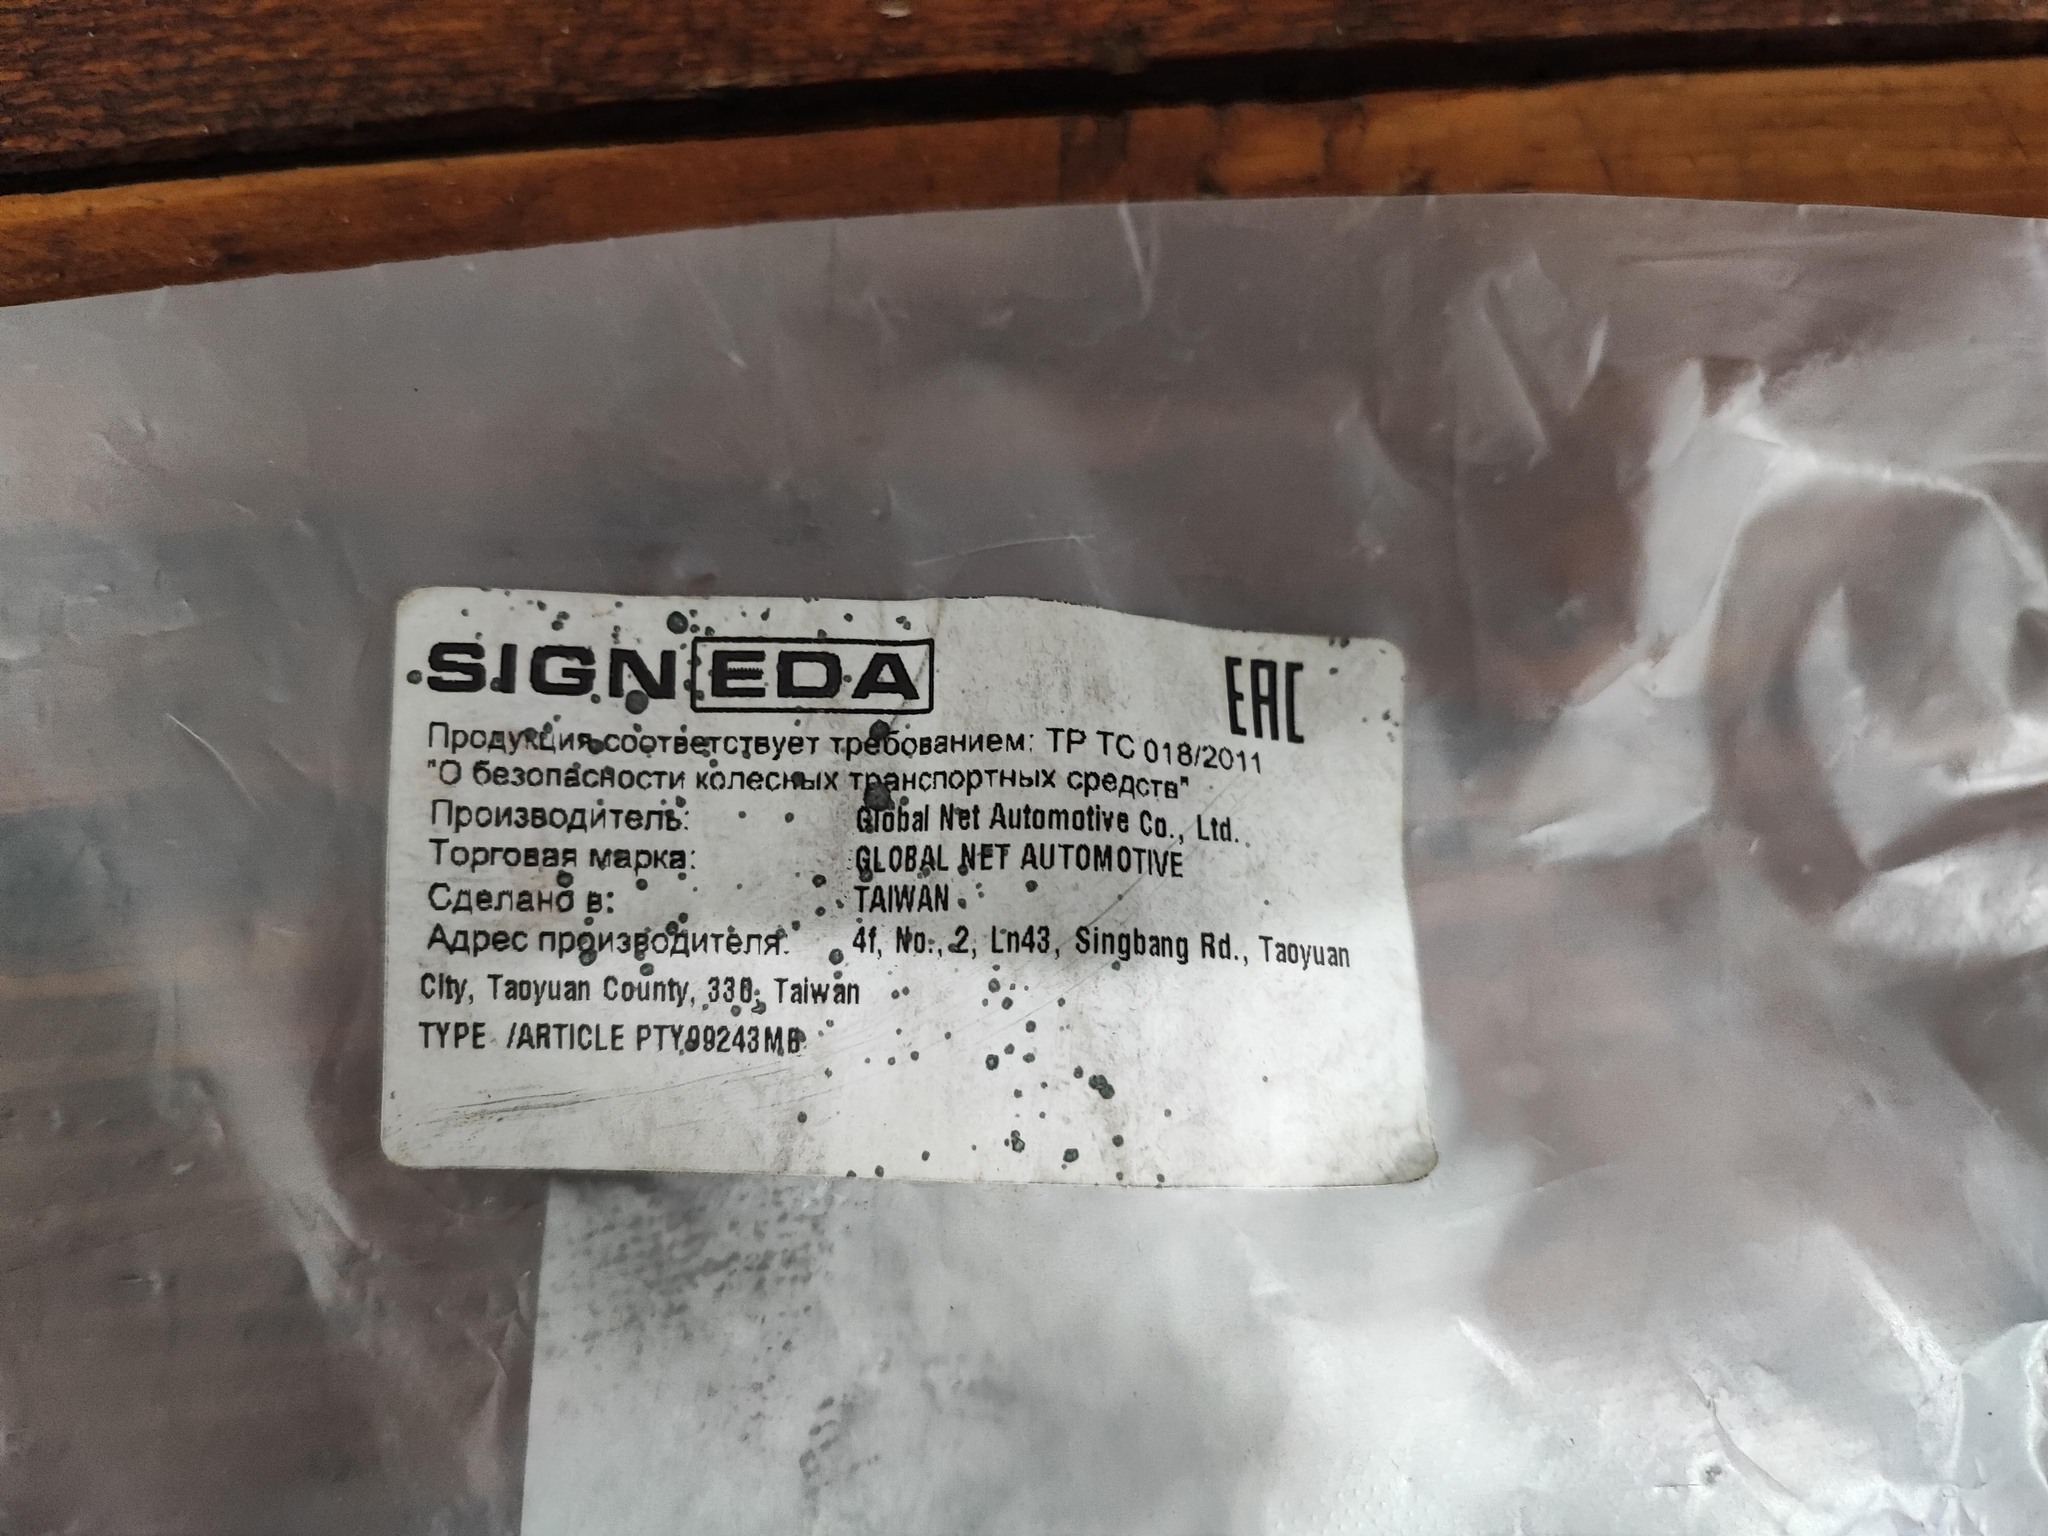 SIGNEDA
EAC
Продукция соответствует требованием: ТР ТС 018/2011
"О безопасности колесных транспортных средств"
Производитель: Global Net Automotive Co., Ltd.
Торговая марка: GLOBAL NET AUTOMOTIVE
Сделано в: TAIWAN
Адрес производителя: 4f, No., 2, Ln43, Singbang Rd., Taoyuan
City, Taoyuan County, 330, Taiwan
TYPE /ARTICLE PTY99243MB